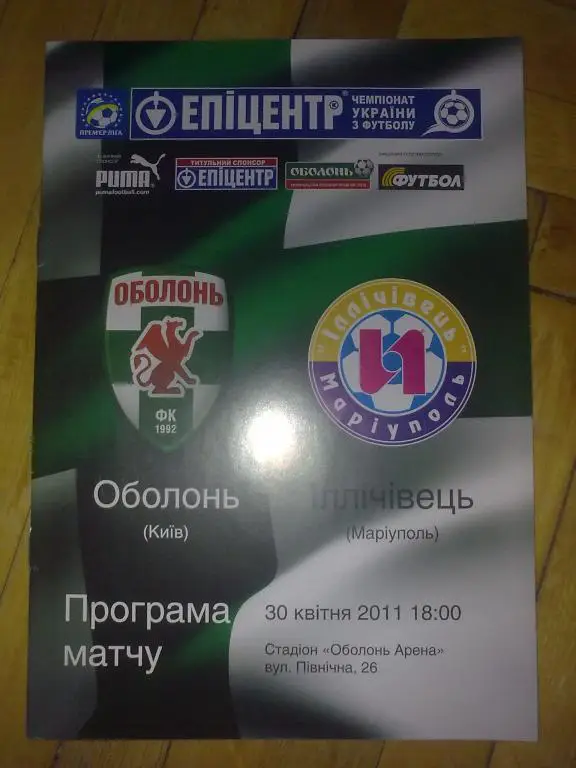 ПРЕМ'ЄР ЛІГА
ЕПІЦЕНТР®
ЧЕМПІОНАТ
УКРАЇНИ
З ФУТБОЛУ
PUMA
pumafootball.com
ТИТУЛЬНИЙ СПОНСОР
ЕПІЦЕНТР
ОБОЛОНЬ
ФУТБОЛ
ОБОЛОНЬ
ФК
1992
"Іллічівець"
И
Маріуполь
Оболонь
(Київ)
Іллічівець
(Маріуполь)
Програма
матчу
30 квітня 2011 18:00
Стадіон «Оболонь Арена»
вул. Північна, 26